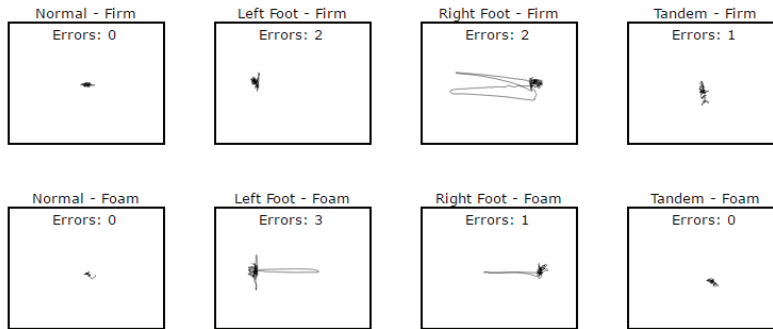 Normal - Firm
Errors: 0
Left Foot - Firm
Errors: 2
Right Foot - Firm
Errors: 2
Tandem - Firm
Errors: 1
Normal - Foam
Errors: 0
Left Foot - Foam
Errors: 3
Right Foot - Foam
Errors: 1
Tandem - Foam
Errors: 0